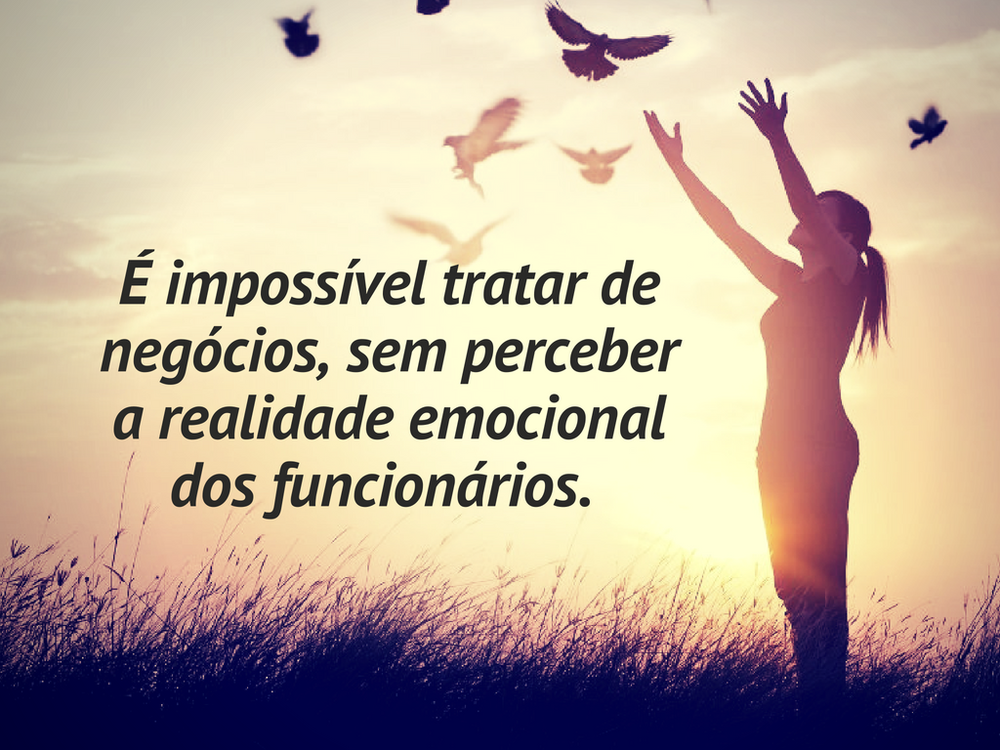 É impossível tratar de
negócios, sem perceber
a realidade emocional
dos funcionários.